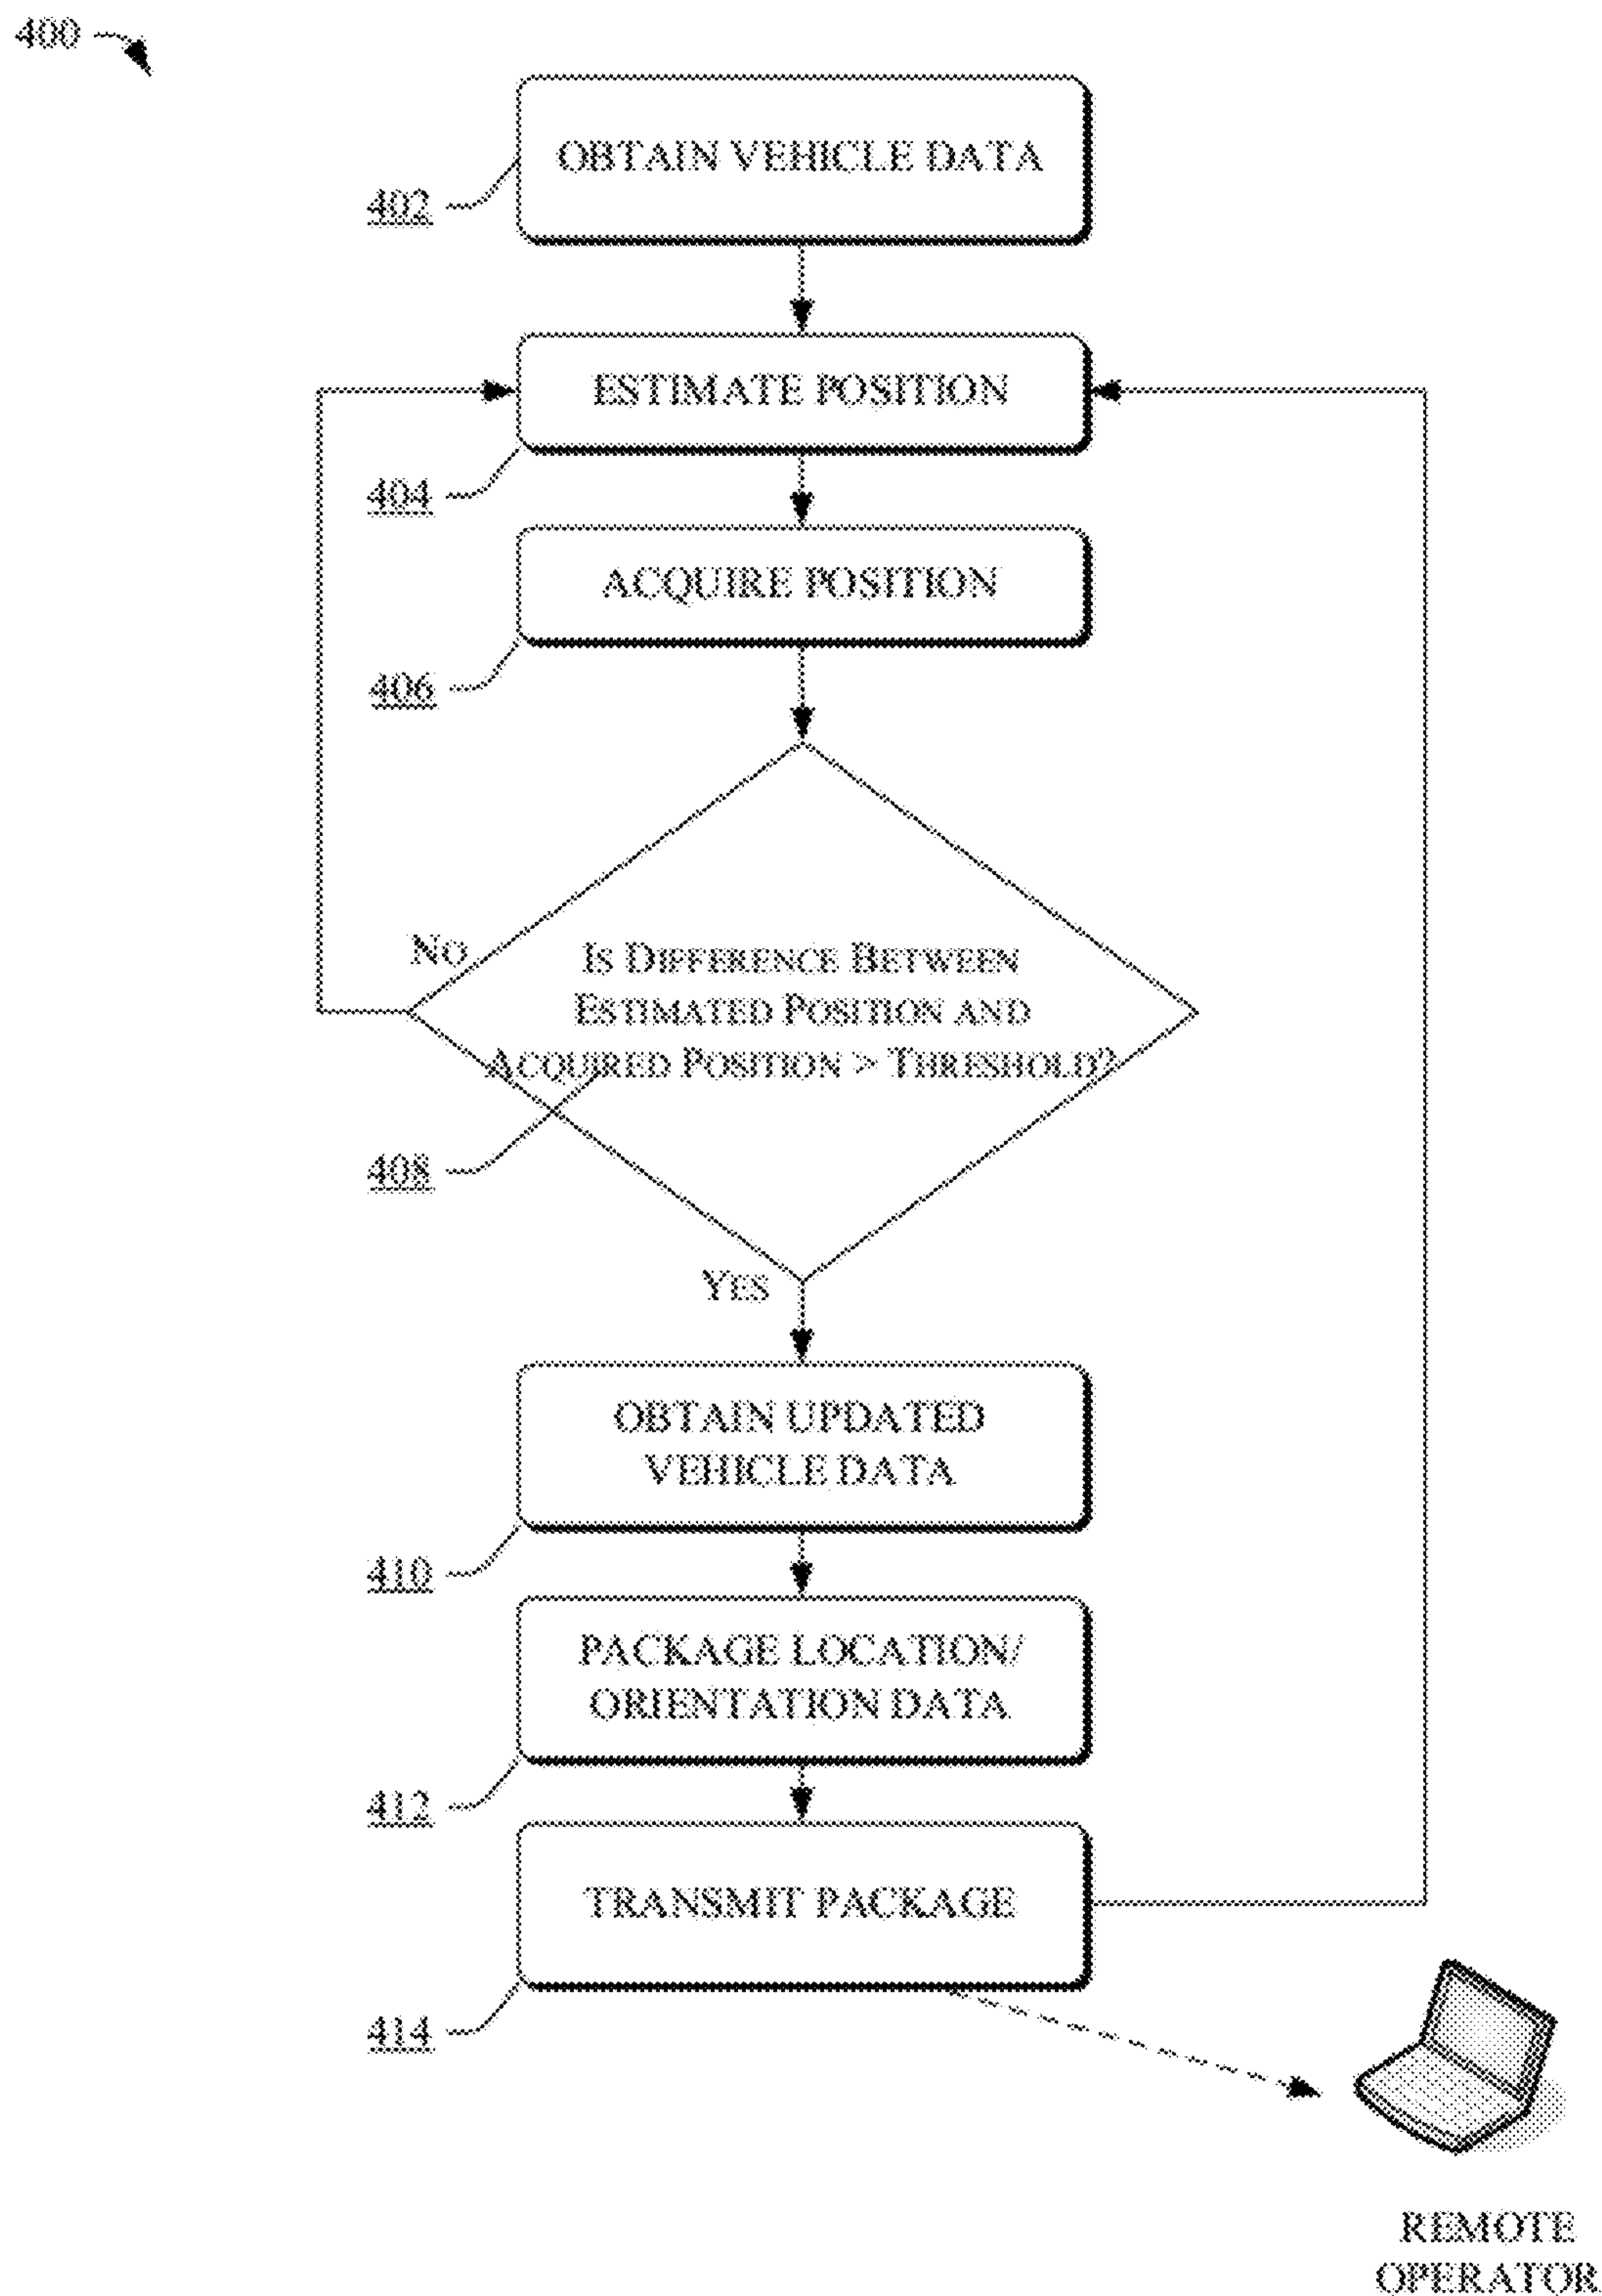 400
OBTAIN VEHICLE DATA
402
ESTIMATE POSITION
404
ACQUIRE POSITION
406
NO
IS DIFFERENCE BETWEEN
ESTIMATED POSITION AND
ACQUIRED POSITION > THRESHOLD?
408
YES
OBTAIN UPDATED
VEHICLE DATA
410
PACKAGE LOCATION/
ORIENTATION DATA
412
TRANSMIT PACKAGE
414
REMOTE
OPERATOR